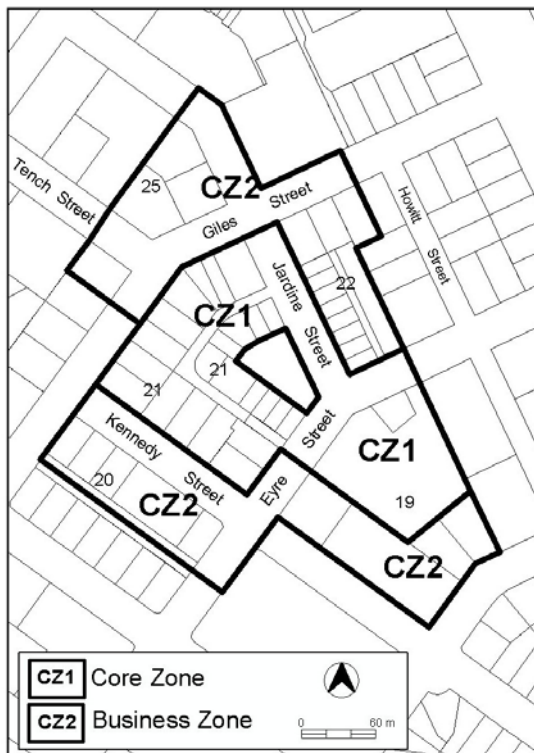 25
CZ2
Tench Street
Giles Street
Howitt Street
Jardine Street
22
CZ1
21
21
Kennedy Street
Eyre Street
CZ1
20
CZ2
19
CZ2
CZ1 Core Zone
CZ2 Business Zone
0 60 m